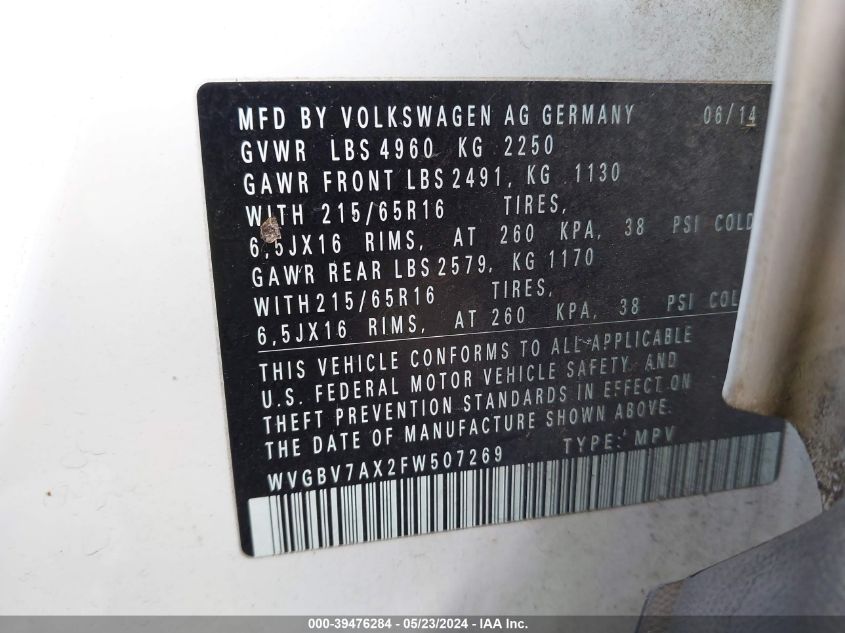 MFD BY VOLKSWAGEN AG GERMANY 06/14
GVWR LBS 4960 KG 2250
GAWR FRONT LBS 2491, KG 1130
WITH 215/65R16 TIRES,
6,5JX16 RIMS, AT 260 KPA, 38 PSI COLD
GAWR REAR LBS 2579, KG 1170
WITH 215/65R16 TIRES,
6,5JX16 RIMS, AT 260 KPA, 38 PSI COL
THIS VEHICLE CONFORMS TO ALL APPLICABLE
U.S. FEDERAL MOTOR VEHICLE SAFETY AND
THEFT PREVENTION STANDARDS IN EFFECT ON
THE DATE OF MANUFACTURE SHOWN ABOVE.
WVGBV7AX2FW507269 TYPE: MPV
000-39476284 - 05/23/2024 - IAA Inc.